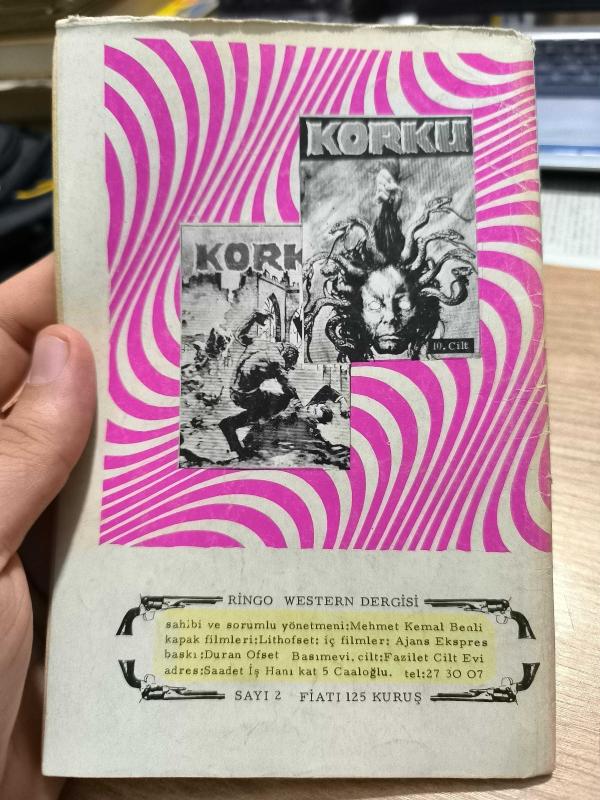 KORKU
KORK
10. Cilt
RİNGO WESTERN DERGİSİ
sahibi ve sorumlu yönetmeni:Mehmet Kemal Benli
kapak filmleri:Lithofset; iç filmler; Ajans Ekspres
baskı:Duran Ofset Basımevi, cilt:Fazilet Cilt Evi
adres:Saadet İş Hanı kat 5 Caaloğlu. tel:27 30 07
SAYI 2 FİATI 125 KURUŞ